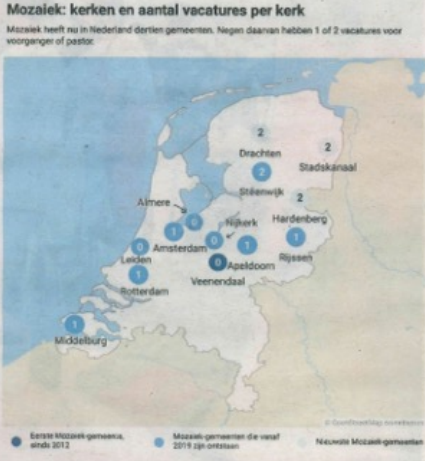 Mozaiek: kerken en aantal vacatures per kerk
Mozaiek heeft nu in Nederland dertien gemeenten. Negen daarvan hebben 1 of 2 vacatures voor
voorganger of pastor.
2
Drachten
2
Stadskanaal
2
Steenwijk
2
Hardenberg
Almere
0
1
Amsterdam
Nijkerk
0
1
Apeldoorn
1
Rijssen
0
Leiden
0
Veenendaal
1
Rotterdam
1
Middelburg
© OpenStreetMap
Eerste Mozaiek-gemeente,
sinds 2012
Mozaiek-gemeenten die vanaf
2019 zijn ontstaan
Nieuwste Mozaiek-gemeenten